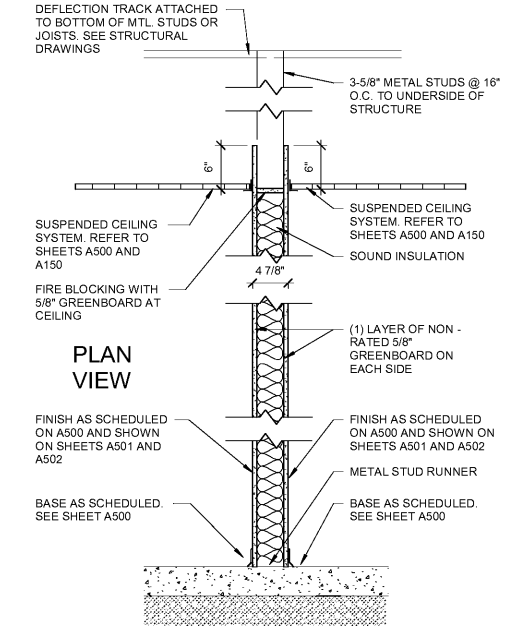 DEFLECTION TRACK ATTACHED
TO BOTTOM OF MTL. STUDS OR
JOISTS. SEE STRUCTURAL
DRAWINGS
3-5/8" METAL STUDS @ 16"
O.C. TO UNDERSIDE OF
STRUCTURE
6"
6"
SUSPENDED CEILING
SYSTEM. REFER TO
SHEETS A500 AND
A150
SUSPENDED CEILING
SYSTEM. REFER TO
SHEETS A500 AND A150
SOUND INSULATION
4 7/8"
FIRE BLOCKING WITH
5/8" GREENBOARD AT
CEILING
(1) LAYER OF NON -
RATED 5/8"
GREENBOARD ON
EACH SIDE
PLAN
VIEW
FINISH AS SCHEDULED
ON A500 AND SHOWN
ON SHEETS A501 AND
A502
FINISH AS SCHEDULED
ON A500 AND SHOWN ON
SHEETS A501 AND A502
METAL STUD RUNNER
BASE AS SCHEDULED.
SEE SHEET A500
BASE AS SCHEDULED.
SEE SHEET A500